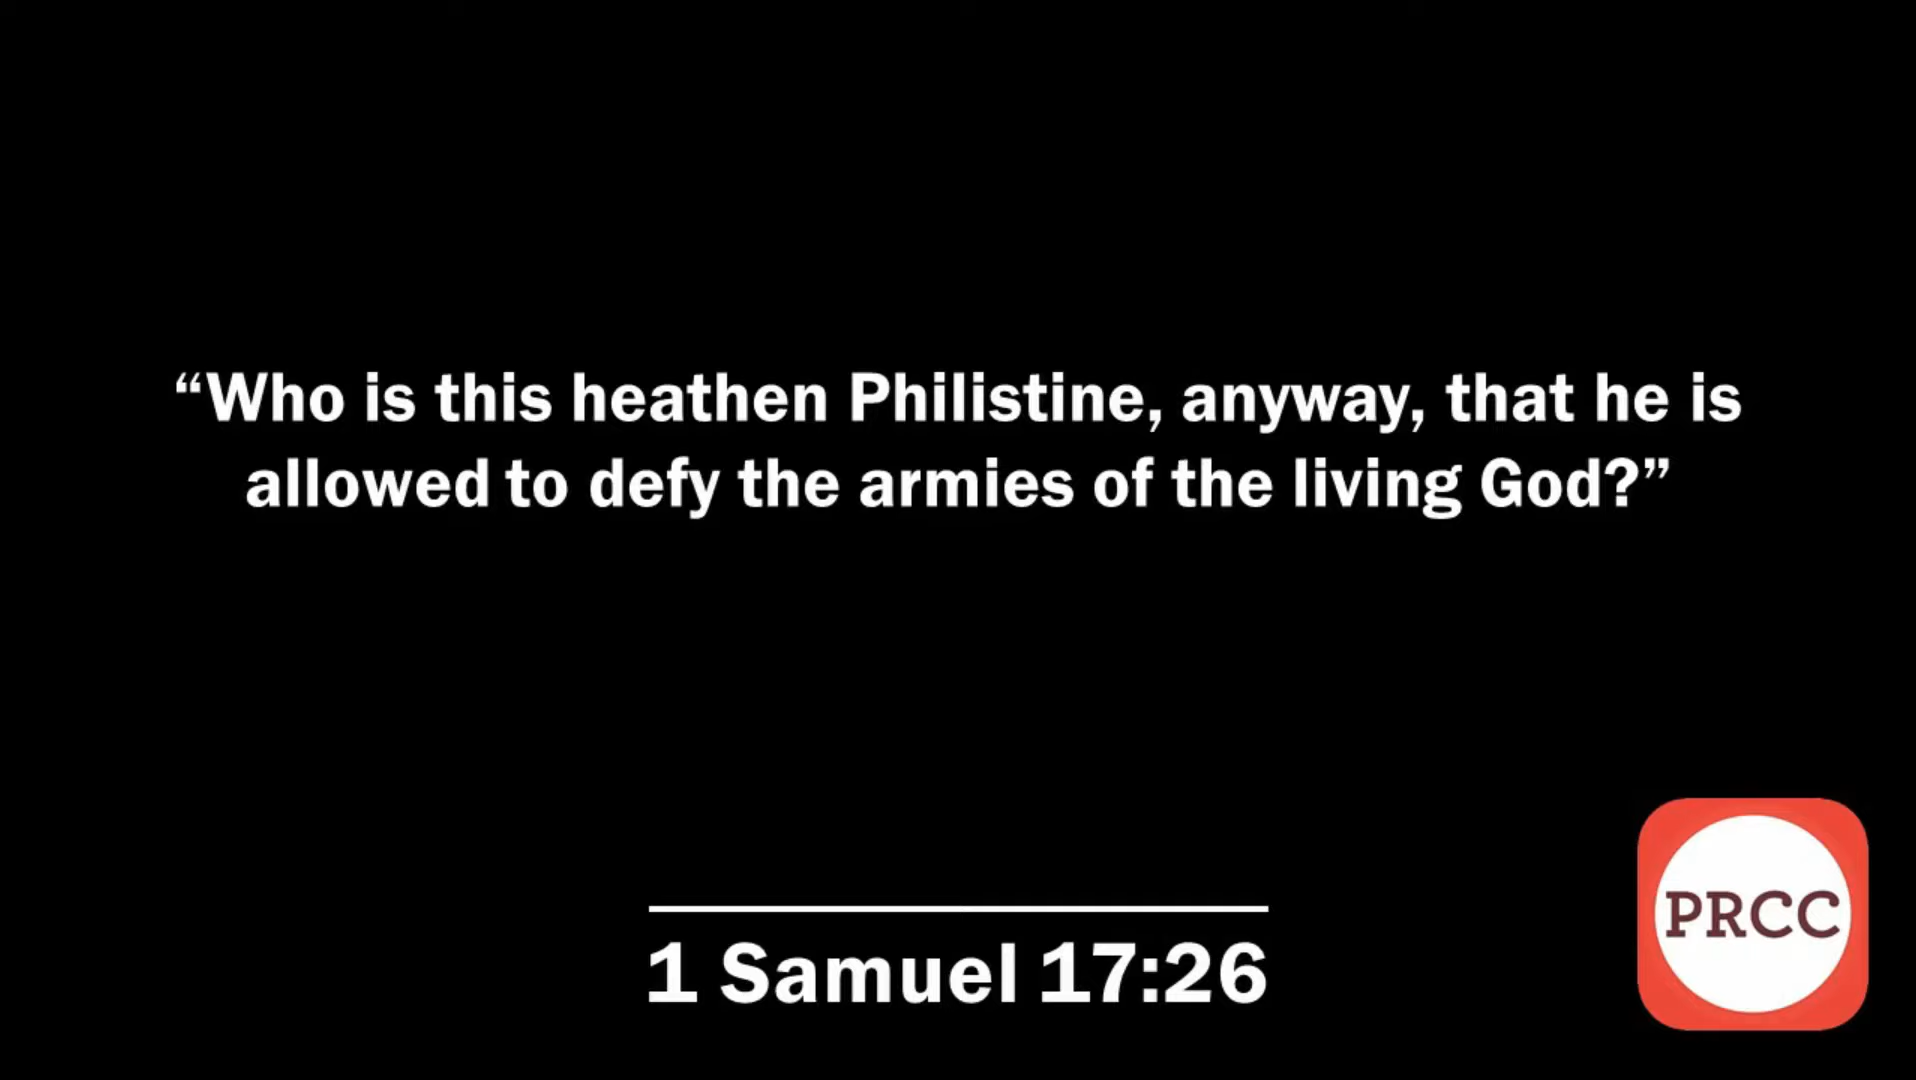 “Who is this heathen Philistine, anyway, that he is
allowed to defy the armies of the living God?”
1 Samuel 17:26
PRCC